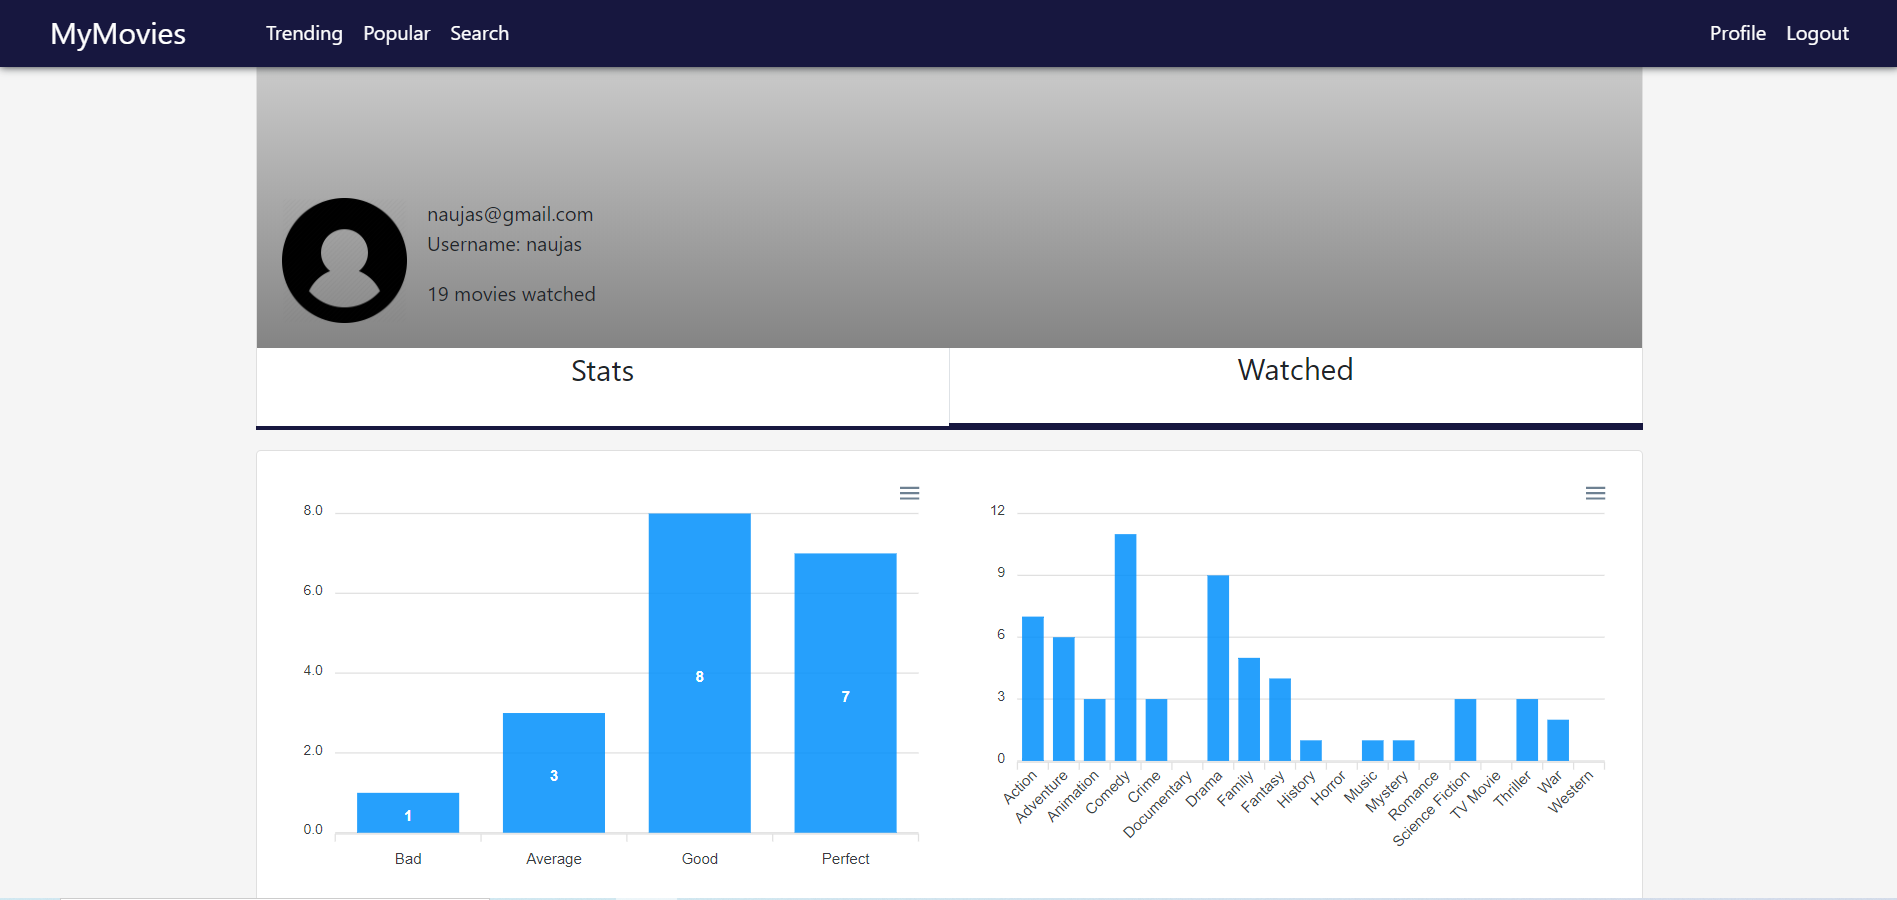 MyMovies
Trending Popular Search
Profile Logout
naujas@gmail.com
Username: naujas
19 movies watched
Stats
Watched
8.0
6.0
4.0
2.0
0.0
1
3
8
7
Bad
Average
Good
Perfect
12
9
6
3
0
Action
Adventure
Animation
Comedy
Crime
Documentary
Drama
Family
Fantasy
History
Horror
Music
Mystery
Romance
Science Fiction
TV Movie
Thriller
War
Western